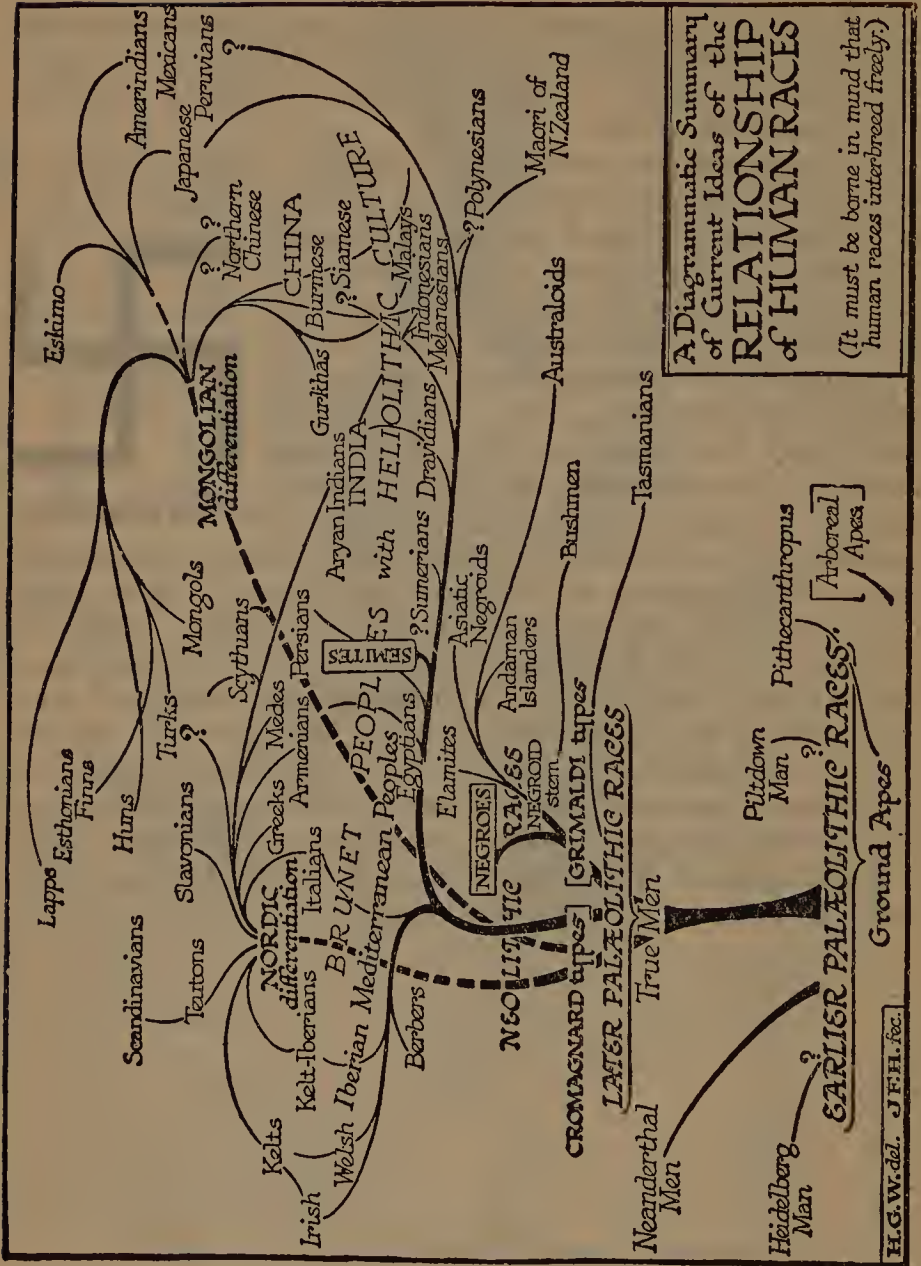 A Diagrammatic Summary
of Current Ideas of the
RELATIONSHIP
of HUMAN RACES
(It must be borne in mind that
human races interbreed freely.)
Eskimo
Amerindians
Mexicans
Peruvians
?
Japanese
?
?
Northern
Chinese
CHINA
Burmese
? Siamese
Gurkhas
MONGOLIAN
differentiation
Lapps
Esthonians
Finns
Huns
Turks
Mongols
?
Scythians
Scandinavians
Teutons
Slavonians
NORDIC
differentiation
Greeks
Italians
Medes
Armenians
Persians
Aryan Indians
INDIA
Kelts
Kelt-Iberians
Irish
Welsh
BRUNET PEOPLES with HELIOLITHIC CULTURE
Malays
Indonesians
Melanesians
Iberian Mediterranean Peoples
Egyptians
SEMITES
? Sumerians
Dravidians
? Polynesians
Maori of
N. Zealand
Berbers
Elamites
Asiatic
Negroids
Andaman
Islanders
Australoids
Bushmen
Tasmanians
NEOLITHIC RACES
NEGROES
NEGROID
stem
CROMAGNARD types
[GRIMALDI types
LATER PALÆOLITHIC RACES
True Men
Neanderthal
Men
Heidelberg
Man
?
Piltdown
Man
?
Pithecanthropus
[Arboreal
Apes]
EARLIER PALÆOLITHIC RACES
Ground Apes
H.G.W. del. J.F.H. fec.